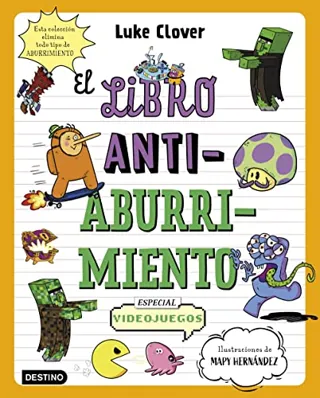 Luke Clover
Esta colección
elimina
todo tipo de
ABURRIMIENTO
El
LIBRO
ANTI-
ABURRI-
MIENTO
ESPECIAL
VIDEOJUEGOS
Ilustraciones de
MAPY HERNÁNDEZ
DESTINO